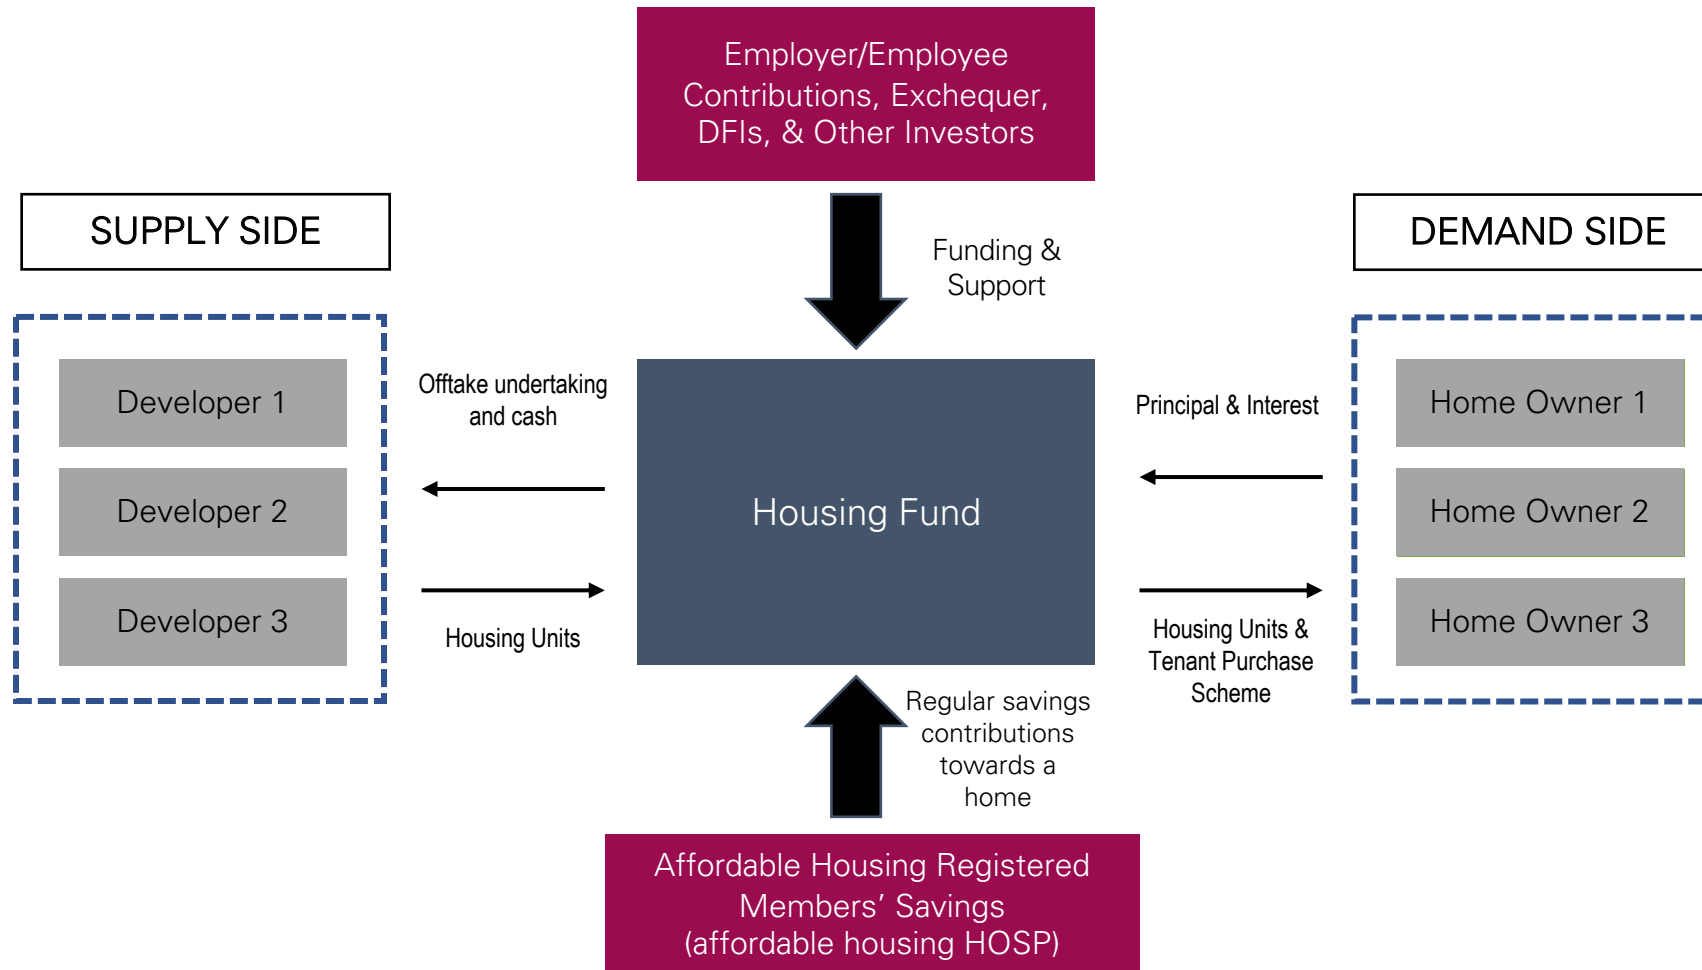 Employer/Employee
Contributions, Exchequer,
DFIs, & Other Investors
SUPPLY SIDE
DEMAND SIDE
Funding &
Support
Developer 1
Developer 2
Developer 3
Offtake undertaking
and cash
Housing Units
Housing Fund
Principal & Interest
Housing Units &
Tenant Purchase
Scheme
Home Owner 1
Home Owner 2
Home Owner 3
Regular savings
contributions
towards a
home
Affordable Housing Registered
Members’ Savings
(affordable housing HOSP)